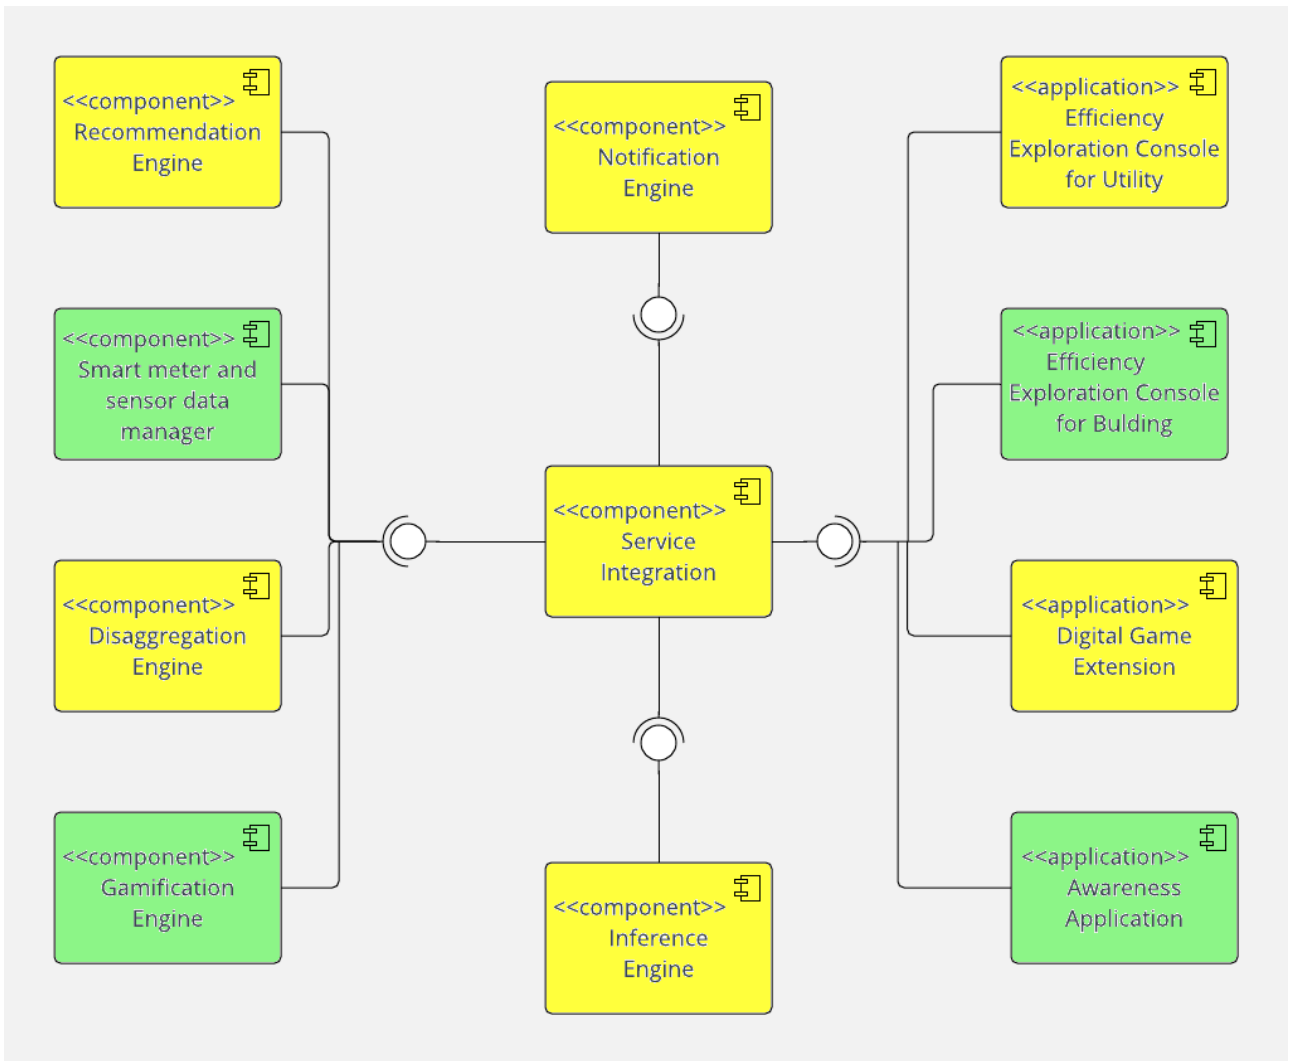 <<component>>
Recommendation
Engine
<<component>>
Smart meter and
sensor data
manager
<<component>>
Disaggregation
Engine
<<component>>
Gamification
Engine
<<component>>
Notification
Engine
<<component>>
Service
Integration
<<component>>
Inference
Engine
<<application>>
Efficiency
Exploration Console
for Utility
<<application>>
Efficiency
Exploration Console
for Bulding
<<application>>
Digital Game
Extension
<<application>>
Awareness
Application